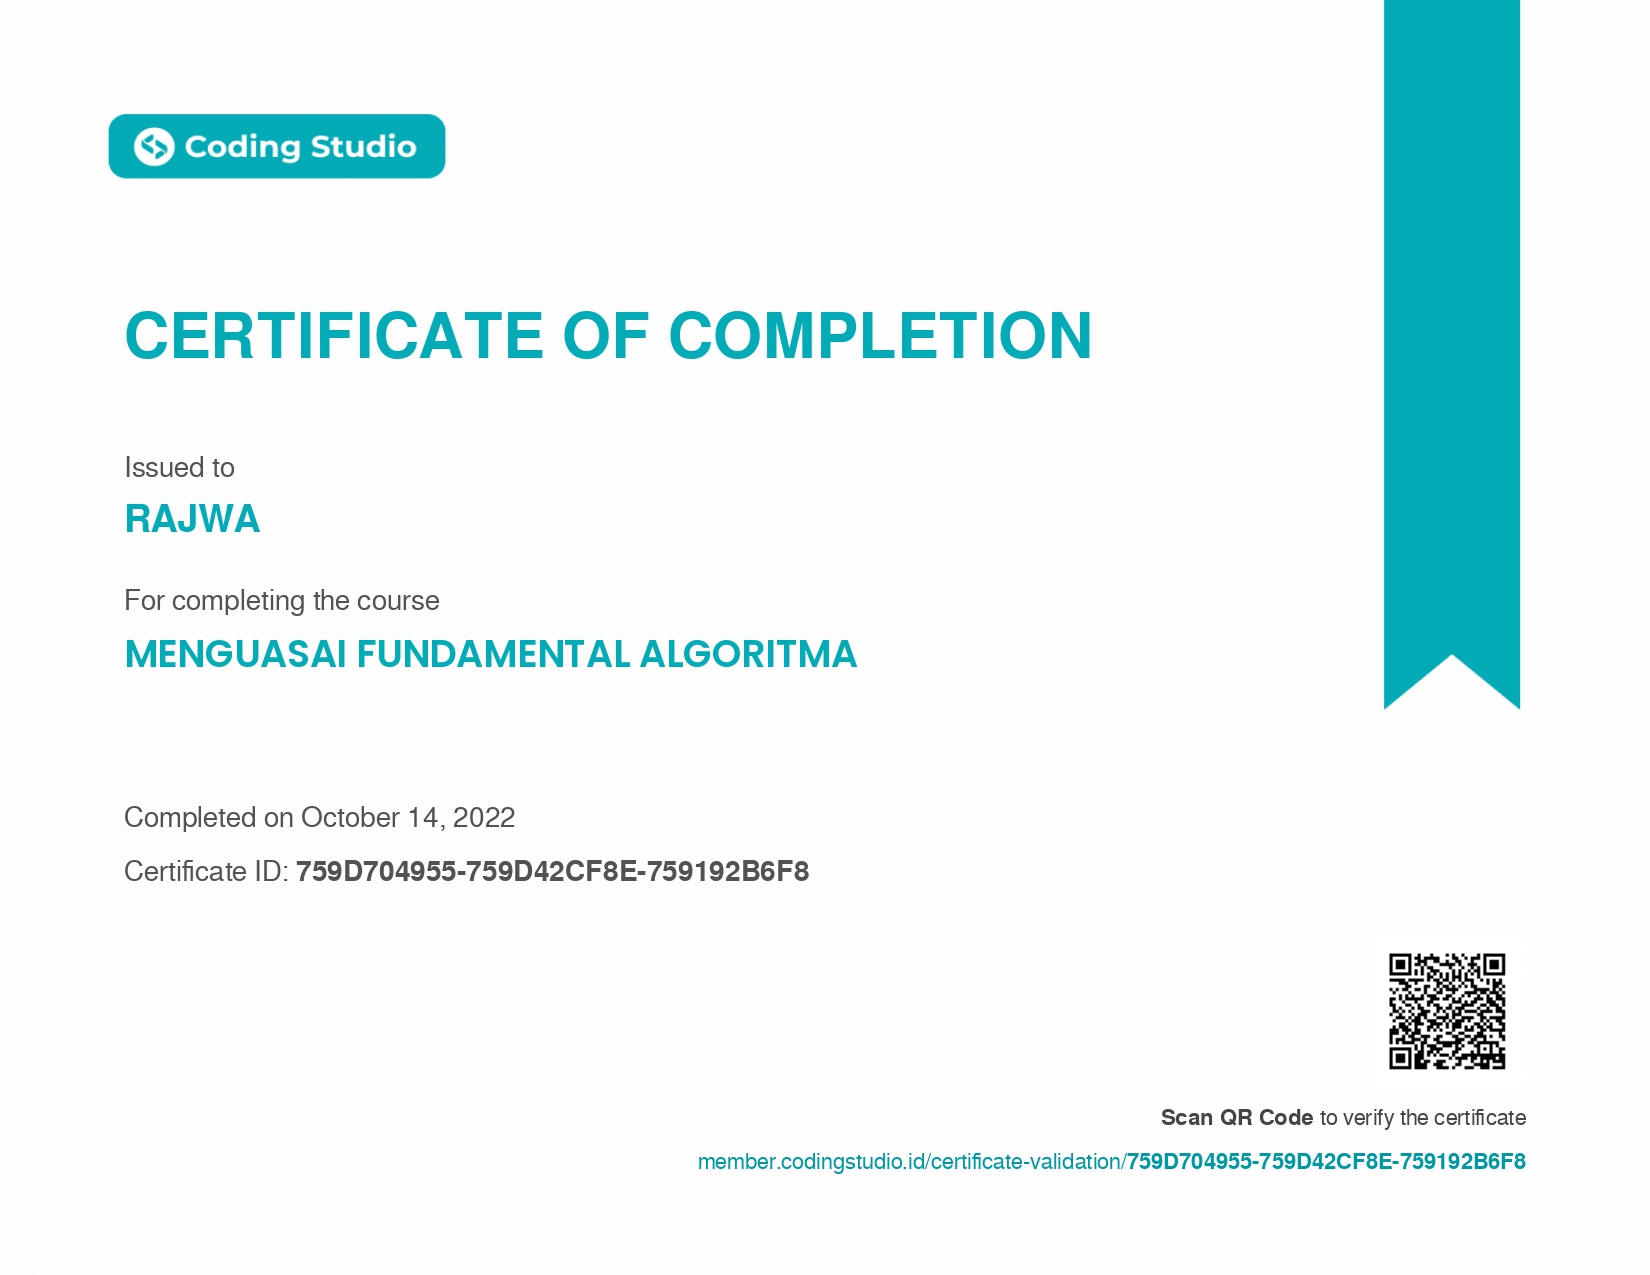 Coding Studio
CERTIFICATE OF COMPLETION
Issued to
RAJWA
For completing the course
MENGUASAI FUNDAMENTAL ALGORITMA
Completed on October 14, 2022
Certificate ID: 759D704955-759D42CF8E-759192B6F8
Scan QR Code to verify the certificate
member.codingstudio.id/certificate-validation/759D704955-759D42CF8E-759192B6F8